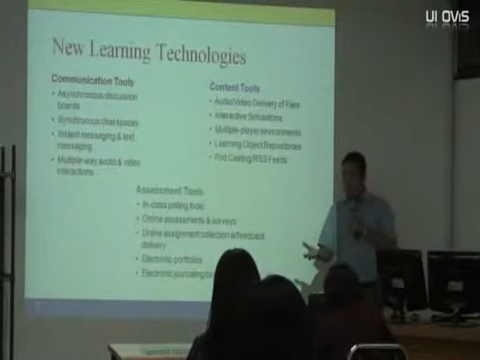 UI OVIS
New Learning Technologies
Communication Tools
Asynchronous discussion
boards
Synchronous chat spaces
Instant messaging & text
messaging
Multiple-way audio & video
interactions
Content Tools
Audio/Video Delivery of Files
Interactive Simulations
Multiple-player environments
Learning Object Repositories
Pod Casting/RSS Feeds
Assessment Tools
In-class polling tools
Online assessments & surveys
Online assignment collection with feedback
delivery
Electronic portfolios
Electronic journaling